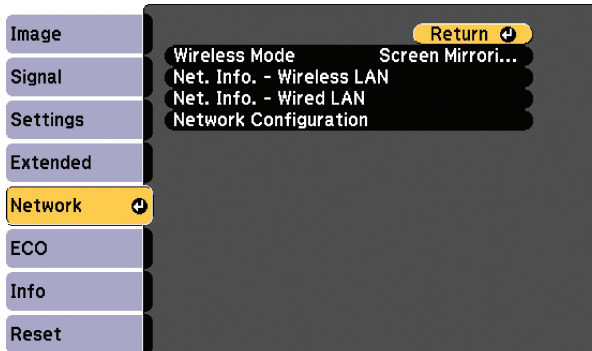 Image
Signal
Settings
Extended
Network
ECO
Info
Reset
Return
Wireless Mode Screen Mirrori...
Net. Info. - Wireless LAN
Net. Info. - Wired LAN
Network Configuration